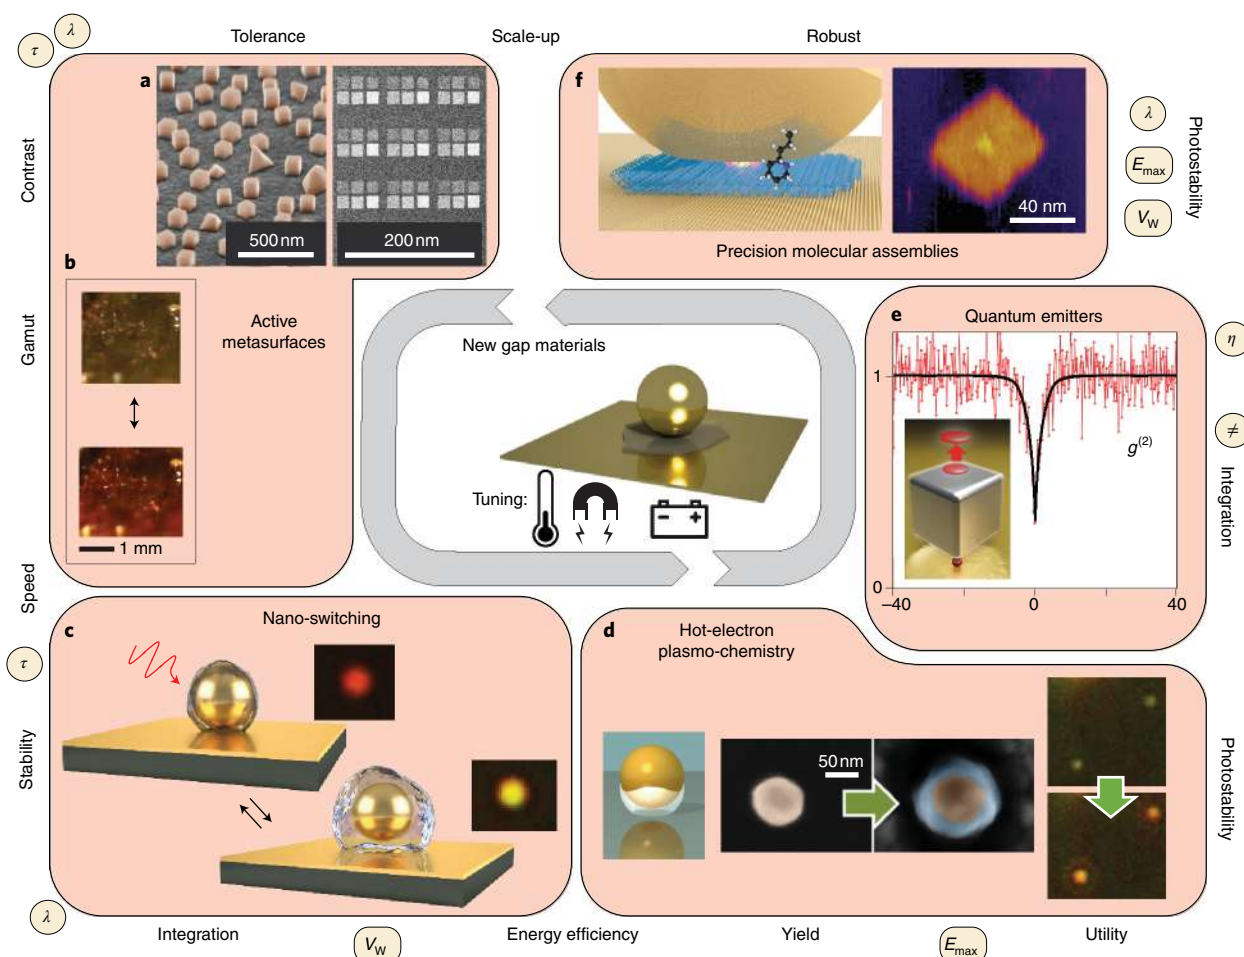 λ
τ
Tolerance
Scale-up
Robust
Contrast
a
500 nm
200 nm
f
40 nm
Precision molecular assemblies
λ
Emax
VW
Photostability
b
Gamut
1 mm
Active
metasurfaces
New gap materials
Tuning:
− +
e
Quantum emitters
1
g(2)
0
−40
0
40
η
≠
Integration
Speed
c
Nano-switching
τ
Stability
λ
d
Hot-electron
plasmo-chemistry
50 nm
Photostability
Integration
VW
Energy efficiency
Yield
Emax
Utility